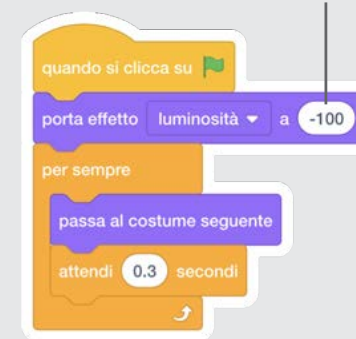 quando si clicca su
porta effetto luminosità a -100
per sempre
passa al costume seguente
attendi 0.3 secondi